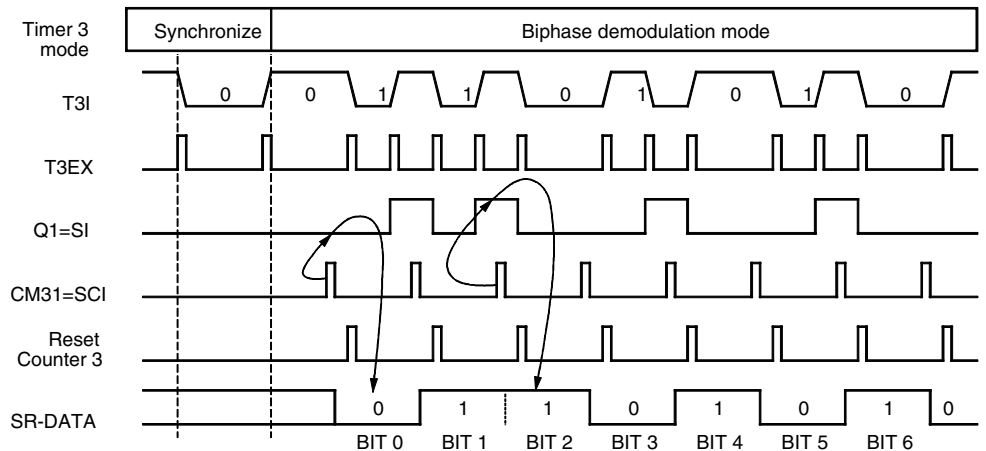 Timer 3
mode
Synchronize
Biphase demodulation mode
T3I
0 0 1 1 0 1 0 1 0
T3EX
Q1=SI
CM31=SCI
Reset
Counter 3
SR-DATA
0 1 1 0 1 0 1 0
BIT 0 BIT 1 BIT 2 BIT 3 BIT 4 BIT 5 BIT 6